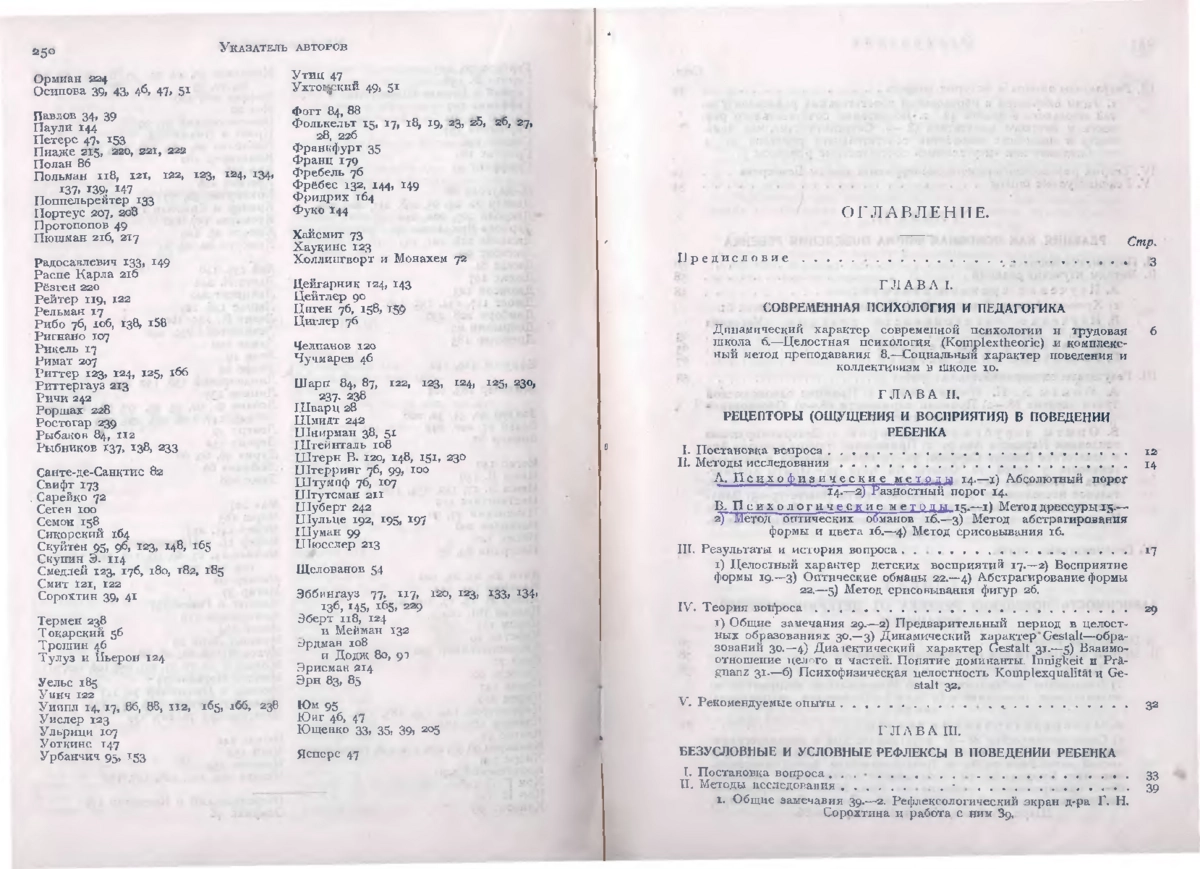 250
Указатель авторов
Ормиан 224
Осипова 39, 43, 46, 47, 51
Павлов 34, 39
Паули 144
Петерс 47, 153
Пиаже 215, 220, 221, 222
Полан 86
Польман 118, 121, 122, 123, 124, 134,
137, 139, 147
Поппельрейтер 133
Портеус 207, 208
Протопопов 49
Пюшман 216, 217
Радосавлевич 133, 149
Распе Карла 216
Рёзген 220
Рейтер 119, 122
Рельман 17
Рибо 76, 106, 138, 158
Ригнано 107
Рикель 17
Римат 207
Риттер 123, 124, 125, 166
Риттергауз 213
Ричи 242
Роршах 228
Ростогар 239
Рыбаков 84, 112
Рыбников 137, 138, 233
Санте-де-Санктис 82
Свифт 173
Сарейко 72
Сеген 100
Семон 158
Сикорский 164
Скуйтен 95, 96, 123, 148, 165
Скупин Э. 114
Смедлей 123, 176, 180, 182, 185
Смит 121, 122
Сорохтин 39, 41
Термен 238
Токарский 56
Трошин 46
Тулуз и Пьерон 124
Уельс 185
Уинч 122
Уиппл 14, 17, 86, 88, 112, 165, 166, 238
Уислер 123
Ульрици 107
Уоткинс 147
Урбанчич 95, 153
Утиц 47
Ухтомский 49, 51
Фогт 84, 88
Фолькельт 15, 17, 18, 19, 23, 25, 26, 27,
28, 226
Франкфурт 35
Франц 179
Фребель 76
Фребес 132, 144, 149
Фридрих 164
Фуко 144
Хайсмит 73
Хаукинс 123
Холлингворт и Монахем 72
Цейгарник 124, 143
Цейтлер 90
Циген 76, 158, 159
Циглер 76
Челпанов 120
Чучмарев 46
Шарп 84, 87, 122, 123, 124, 125, 230,
237. 238
Шварц 28
Шмидт 242
Шнирман 38, 51
Штейнталь 108
Штерн В. 120, 148, 151, 230
Штерринг 76, 99, 100
Штумпф 76, 107
Штутсман 211
Шуберт 242
Шульце 192, 195, 197
Шуман 99
Шюсслер 213
Щелованов 54
Эббингауз 77, 117, 120, 123, 133, 134,
136, 145, 165, 229
Эберт 118, 124
и Мейман 132
Эрдман 108
и Додж 80, 91
Эрисман 214
Эрн 83, 85
Юм 95
Юнг 46, 47
Ющенко 33, 35, 39, 205
Ясперс 47
ОГЛАВЛЕНИЕ.
Стр.
Предисловие . . . . . . . . . . . . . . . . . . . . 3
ГЛАВА I.
СОВРЕМЕННАЯ ПСИХОЛОГИЯ И ПЕДАГОГИКА
Динамический характер современной психологии и трудовая 6
школа 6.—Целостная психология (Komplextheorie) и комплекс-
ный метод преподавания 8.—Социальный характер поведения и
коллективизм в школе 10.
ГЛАВА II.
РЕЦЕПТОРЫ (ОЩУЩЕНИЯ И ВОСПРИЯТИЯ) В ПОВЕДЕНИИ
РЕБЕНКА
I. Постановка вопроса . . . . . . . . . . . . . . . . . . . . 12
II. Методы исследования . . . . . . . . . . . . . . . . . . . . 14
A. Психофизические методы 14.—1) Абсолютный порог
14.—2) Разностный порог 14.
B. Психологические методы 15.—1) Метод дрессуры 15.—
2) Метод оптических обманов 16.—3) Метод абстрагирования
формы и цвета 16.—4) Метод срисовывания 16.
III. Результаты и история вопроса . . . . . . . . . . . . . . . . 17
1) Целостный характер детских восприятий 17.—2) Восприятие
формы 19.—3) Оптические обманы 22.—4) Абстрагирование формы
22.—5) Метод срисовывания фигур 26.
IV. Теория вопроса . . . . . . . . . . . . . . . . . . . . 29
1) Общие замечания 29.—2) Предварительный период в целост-
ных образованиях 30.—3) Динамический характер Gestalt—обра-
зований 30.—4) Диалектический характер Gestalt 31.—5) Взаимо-
отношение целого и частей. Понятие доминанты. Innigkeit и Prä-
gnanz 31.—6) Психофизическая целостность Komplexqualität и Ge-
stalt 32.
V. Рекомендуемые опыты . . . . . . . . . . . . . . . . . . . . 32
ГЛАВА III.
БЕЗУСЛОВНЫЕ И УСЛОВНЫЕ РЕФЛЕКСЫ В ПОВЕДЕНИИ РЕБЕНКА
I. Постановка вопроса . . . . . . . . . . . . . . . . . . . . 33
II. Методы исследования . . . . . . . . . . . . . . . . . . . . 39
1. Общие замечания 39.—2. Рефлексологический экран д-ра Г. Н.
Сорохтина и работа с ним 39.